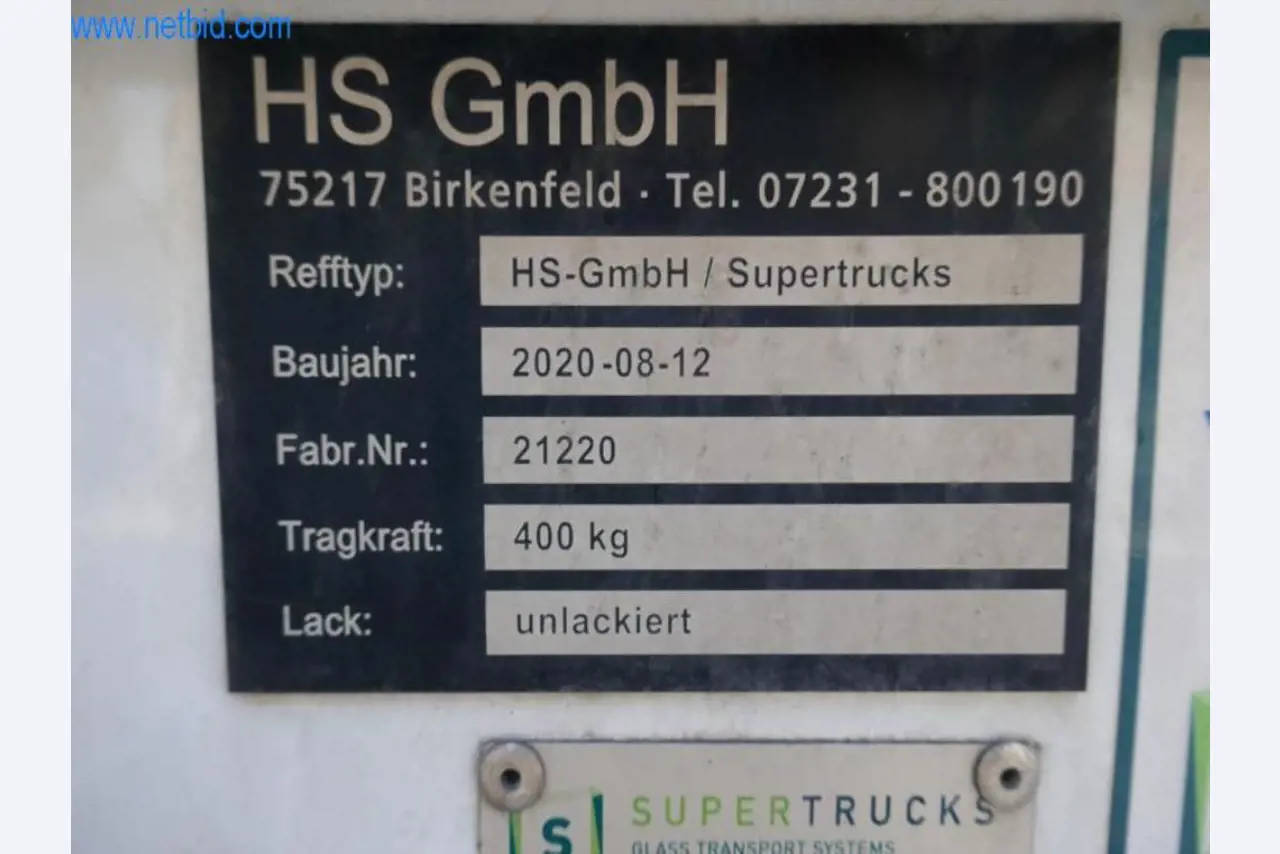 www.netbid.com
HS GmbH
75217 Birkenfeld · Tel. 07231 - 800190
Refftyp: HS-GmbH / Supertrucks
Baujahr: 2020-08-12
Fabr.Nr.: 21220
Tragkraft: 400 kg
Lack: unlackiert
S SUPERTRUCKS
GLASS TRANSPORT SYSTEMS